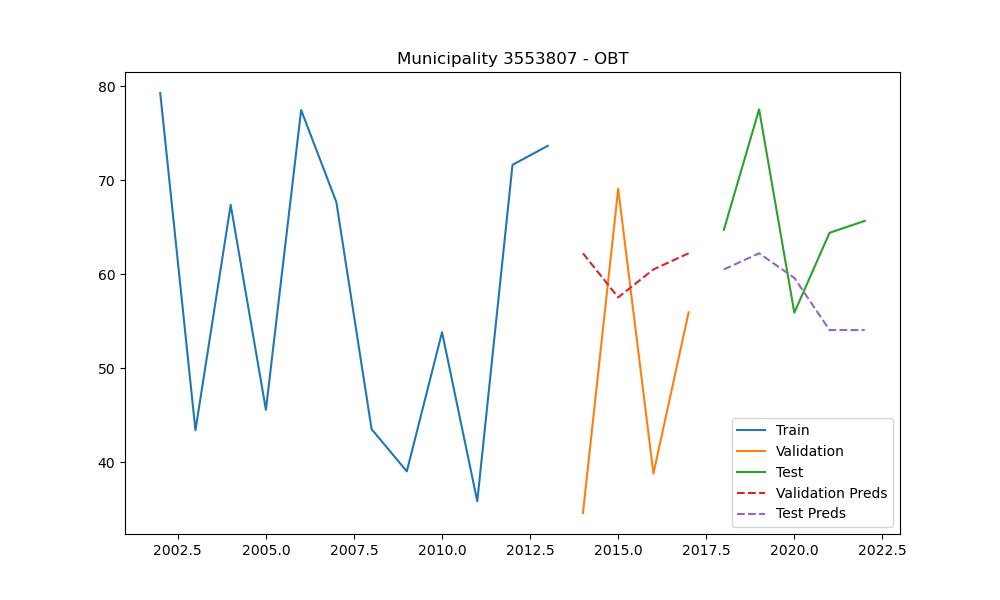 Municipality 3553807 - OBT
80
70
60
50
40
2002.5 2005.0 2007.5 2010.0 2012.5 2015.0 2017.5 2020.0 2022.5
Train
Validation
Test
Validation Preds
Test Preds